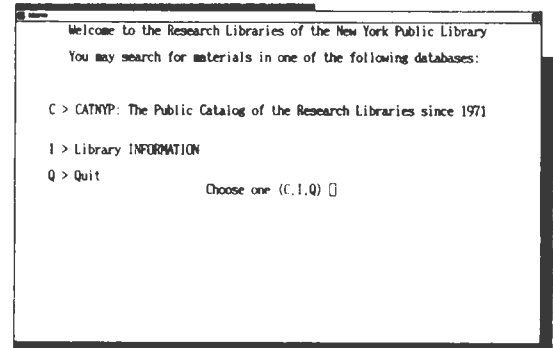 Welcome to the Research Libraries of the New York Public Library
You may search for materials in one of the following databases:
C > CATNYP: The Public Catalog of the Research Libraries since 1971
I > Library INFORMATION
Q > Quit
Choose one (C,I,Q)